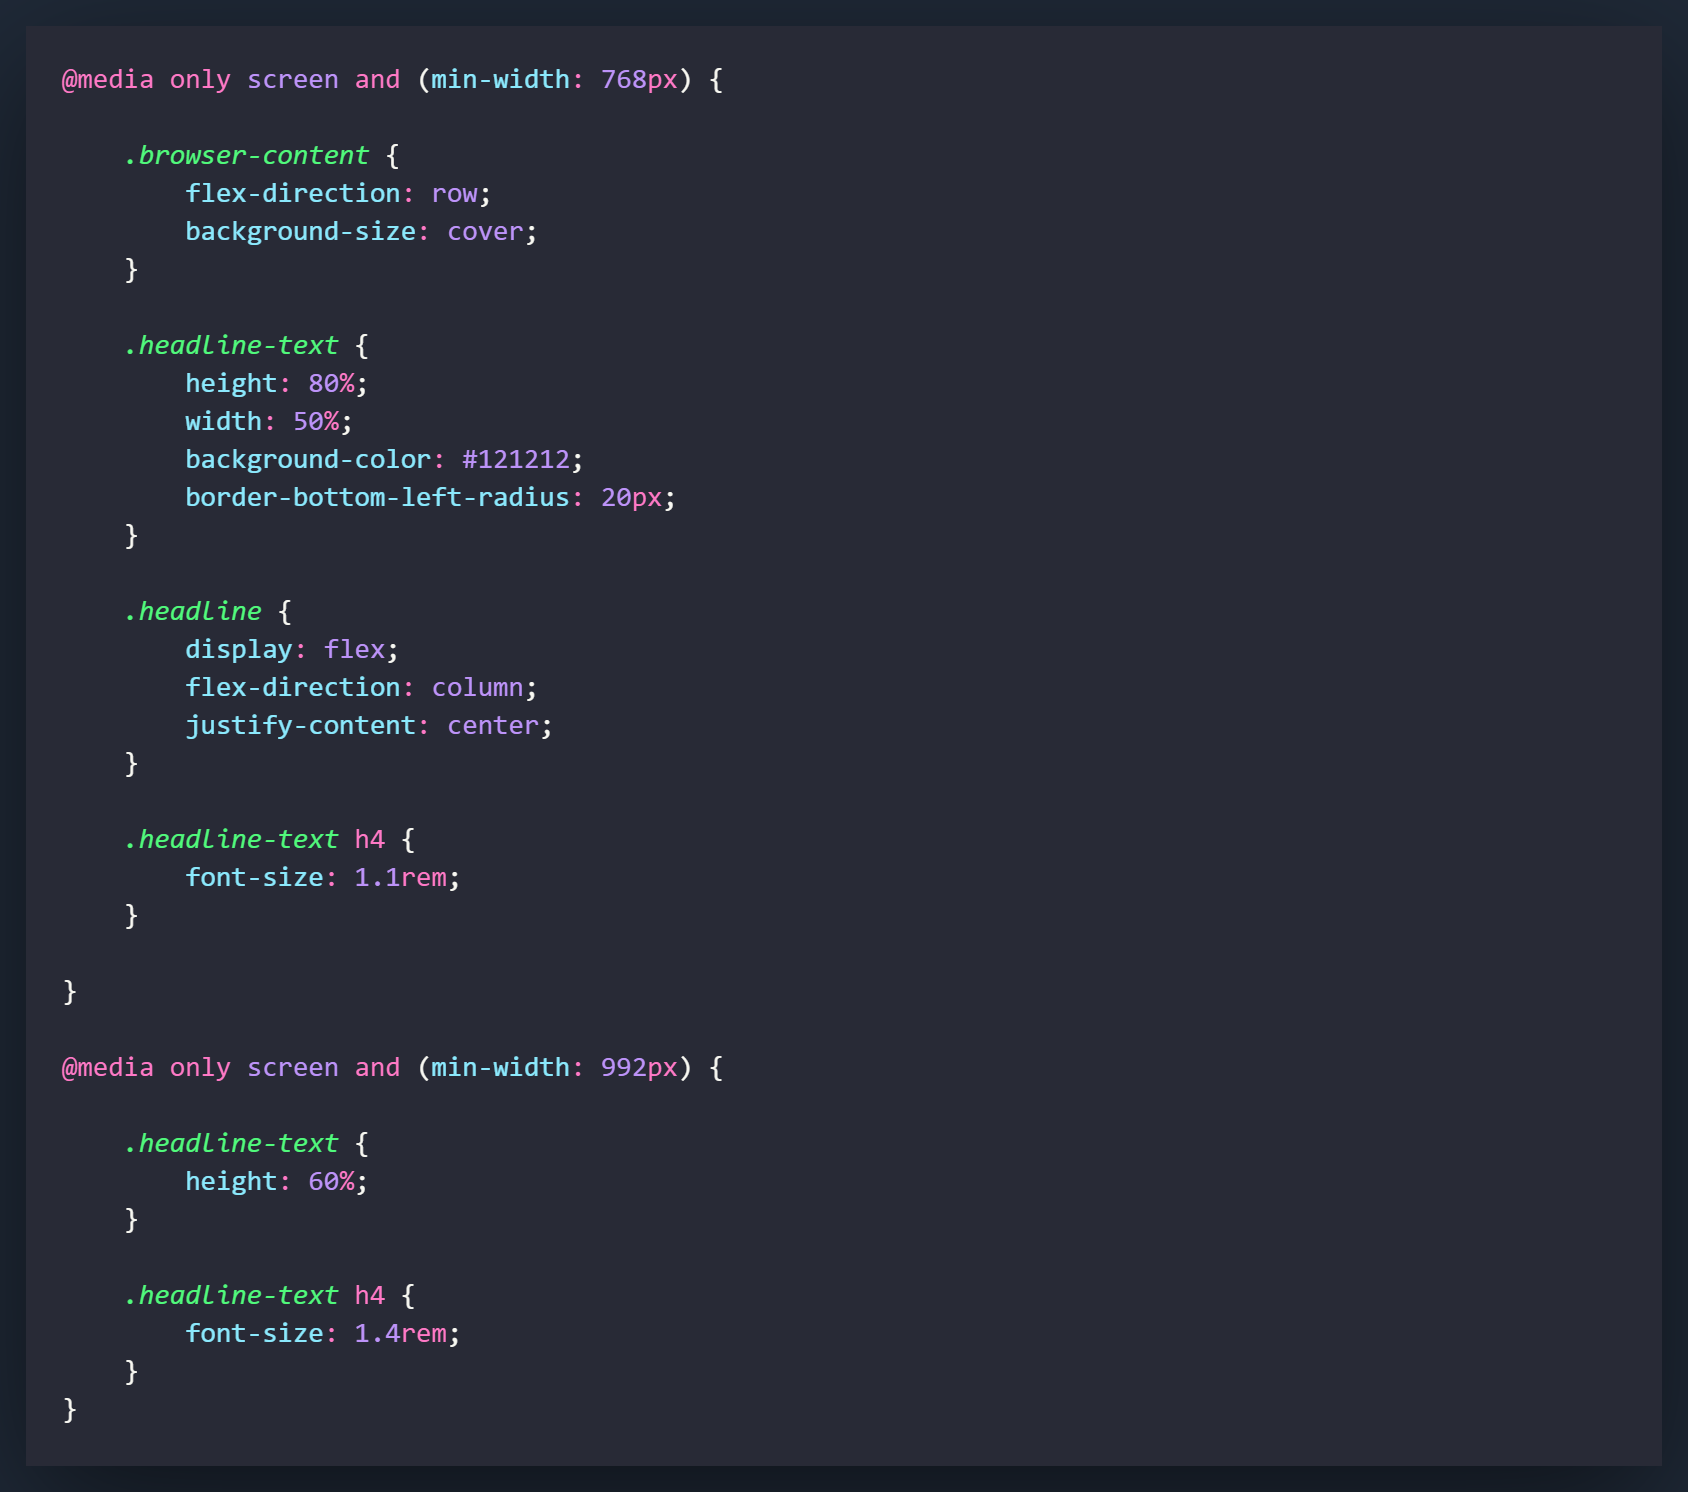 @media only screen and (min-width: 768px) {
    .browser-content {
        flex-direction: row;
        background-size: cover;
    }
    .headline-text {
        height: 80%;
        width: 50%;
        background-color: #121212;
        border-bottom-left-radius: 20px;
    }
    .headline {
        display: flex;
        flex-direction: column;
        justify-content: center;
    }
    .headline-text h4 {
        font-size: 1.1rem;
    }
}
@media only screen and (min-width: 992px) {
    .headline-text {
        height: 60%;
    }
    .headline-text h4 {
        font-size: 1.4rem;
    }
}